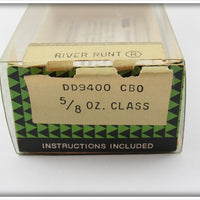 RIVER RUNT ®
DD9400 CBO
5/8 OZ. CLASS
INSTRUCTIONS INCLUDED